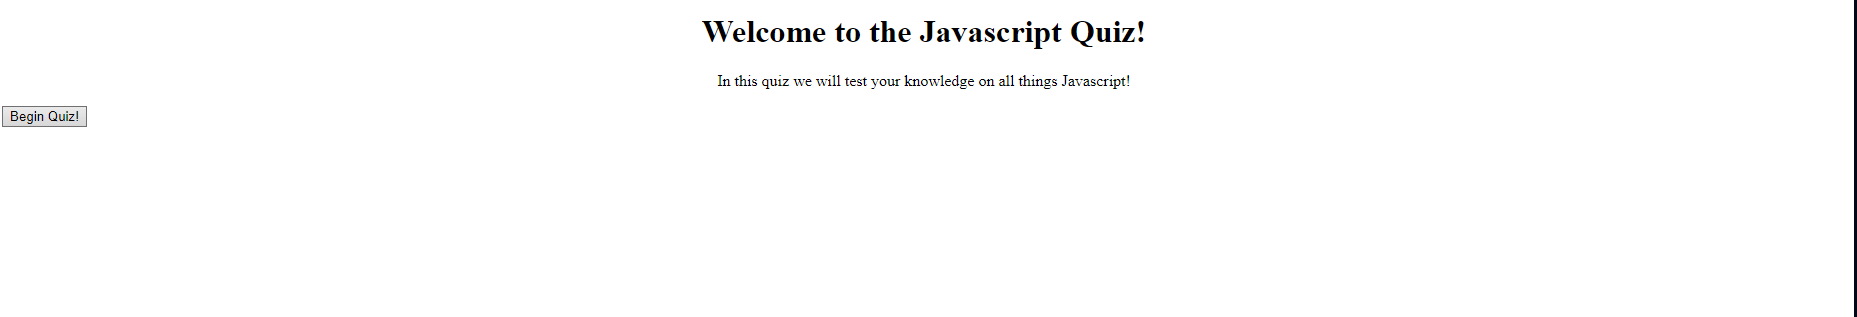 Welcome to the Javascript Quiz!
In this quiz we will test your knowledge on all things Javascript!
Begin Quiz!